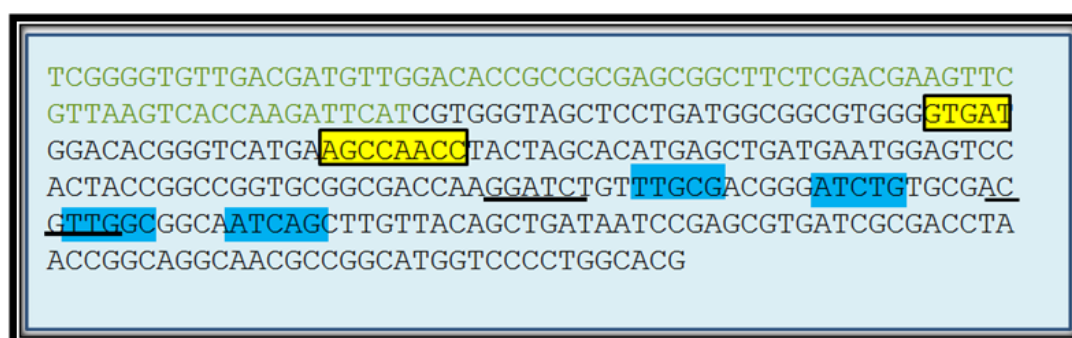 TCGGGGTGTTGACGATGTTGGACACCGCCGCGAGCGGCTTCTCGACGAAGTTC
GTTAAGTCACCAAGATTCATCGTGGGTAGCTCCTGATGGCGGCGTGGGGTGAT
GGACACGGGTCATGAAGCCAACCTACTAGCACATGAGCTGATGAATGGAGTCC
ACTACCGGCCGGTGCGGCGACCAAGGATCTGTTTGCGACGGGATCTGTGCGAC
GTTGGCGGCAATCAGCTTGTTACAGCTGATAATCCGAGCGTGATCGCGACCTA
ACCGGCAGGCAACGCCGGCATGGTCCCCTGGCACG